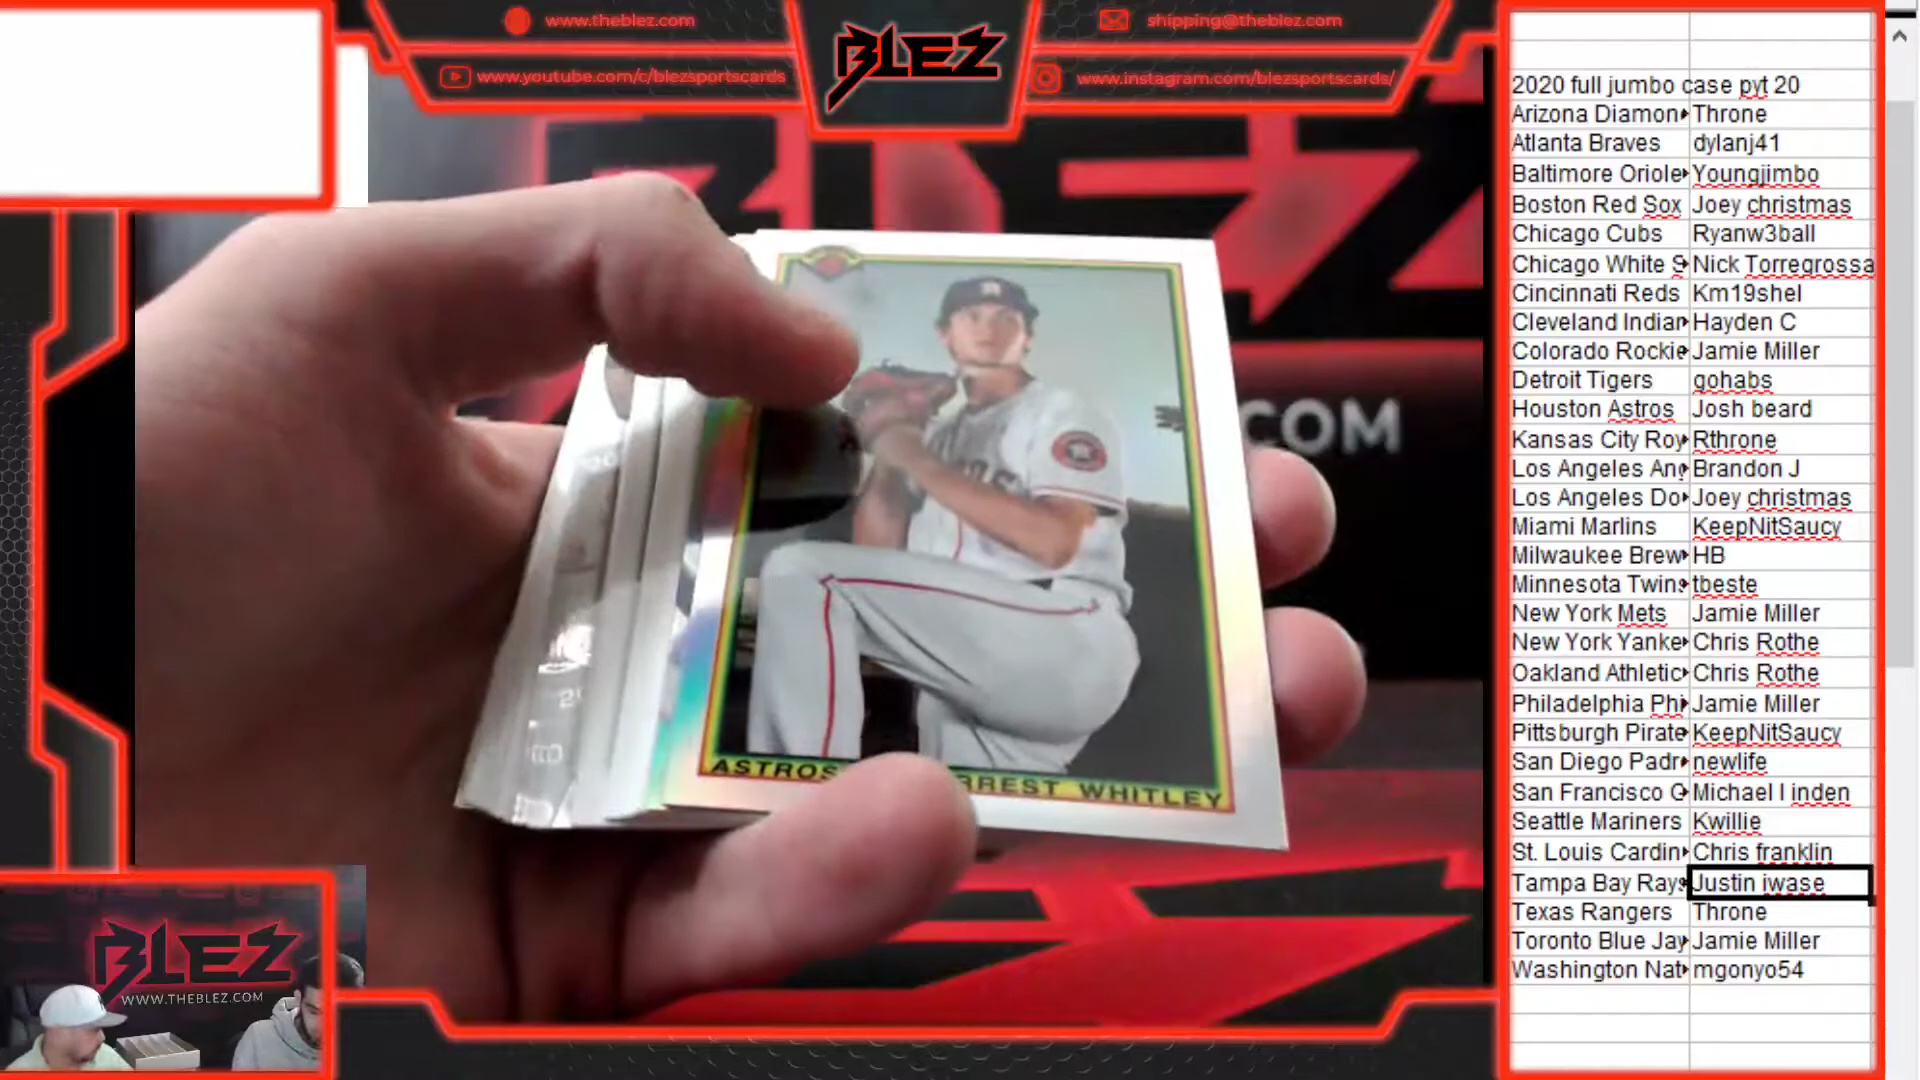 www.theblez.com
www.youtube.com/c/blezsportscards
BLEZ
shipping@theblez.com
www.instagram.com/blezsportscards/
.COM
ASTROS RREST WHITLEY
BLEZ
WWW.THEBLEZ.COM
2020 full jumbo case pyt 20
Arizona Diamon Throne
Atlanta Braves dylanj41
Baltimore Oriole Youngjimbo
Boston Red Sox Joey christmas
Chicago Cubs Ryanw3ball
Chicago White S Nick Torregrossa
Cincinnati Reds Km19shel
Cleveland Indian Hayden C
Colorado Rockie Jamie Miller
Detroit Tigers gohabs
Houston Astros Josh beard
Kansas City Roy Rthrone
Los Angeles Ang Brandon J
Los Angeles Do Joey christmas
Miami Marlins KeepNitSaucy
Milwaukee Brew HB
Minnesota Twins tbeste
New York Mets Jamie Miller
New York Yanke Chris Rothe
Oakland Athletic Chris Rothe
Philadelphia Phi Jamie Miller
Pittsburgh Pirate KeepNitSaucy
San Diego Padr newlife
San Francisco G Michael l inden
Seattle Mariners Kwillie
St. Louis Cardin Chris franklin
Tampa Bay Rays Justin iwase
Texas Rangers Throne
Toronto Blue Jay Jamie Miller
Washington Nat mgonyo54